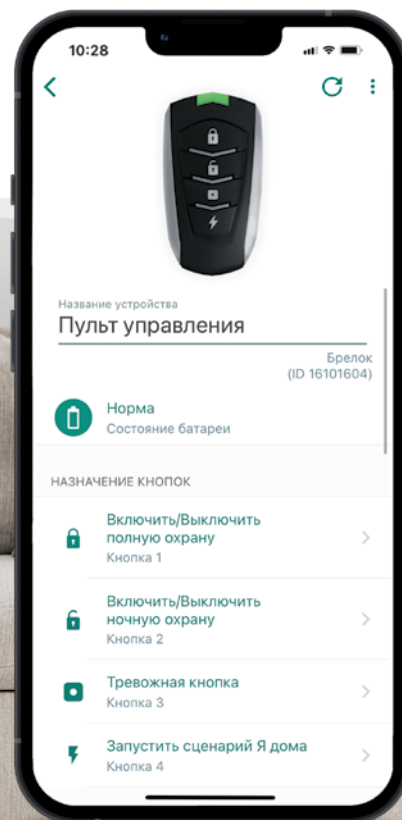 10:28
Название устройства
Пульт управления
Брелок
(ID 16101604)
Норма
Состояние батареи
НАЗНАЧЕНИЕ КНОПОК
Включить/Выключить
полную охрану
Кнопка 1
Включить/Выключить
ночную охрану
Кнопка 2
Тревожная кнопка
Кнопка 3
Запустить сценарий Я дома
Кнопка 4